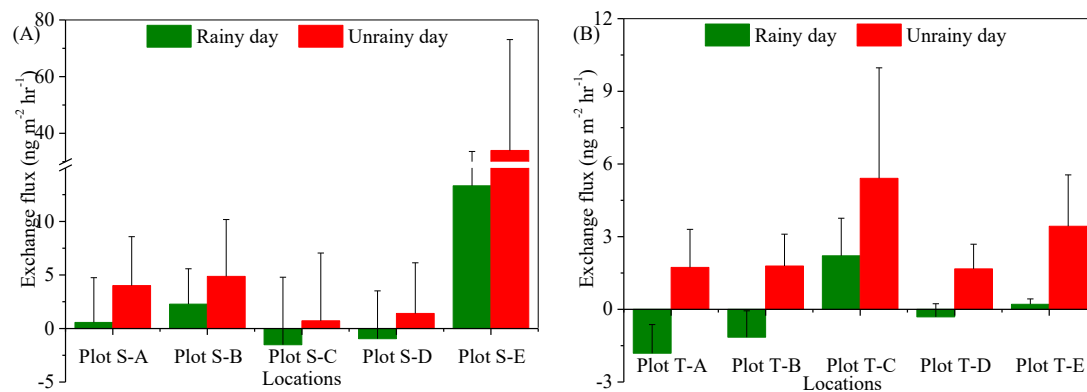 (A)
Rainy day Unrainy day
Exchange flux (ng m⁻² hr⁻¹)
80
60
40
10
5
0
-5
Plot S-A Plot S-B Plot S-C Plot S-D Plot S-E
Locations
(B)
Rainy day Unrainy day
Exchange flux (ng m⁻² hr⁻¹)
12
9
6
3
0
-3
Plot T-A Plot T-B Plot T-C Plot T-D Plot T-E
Locations